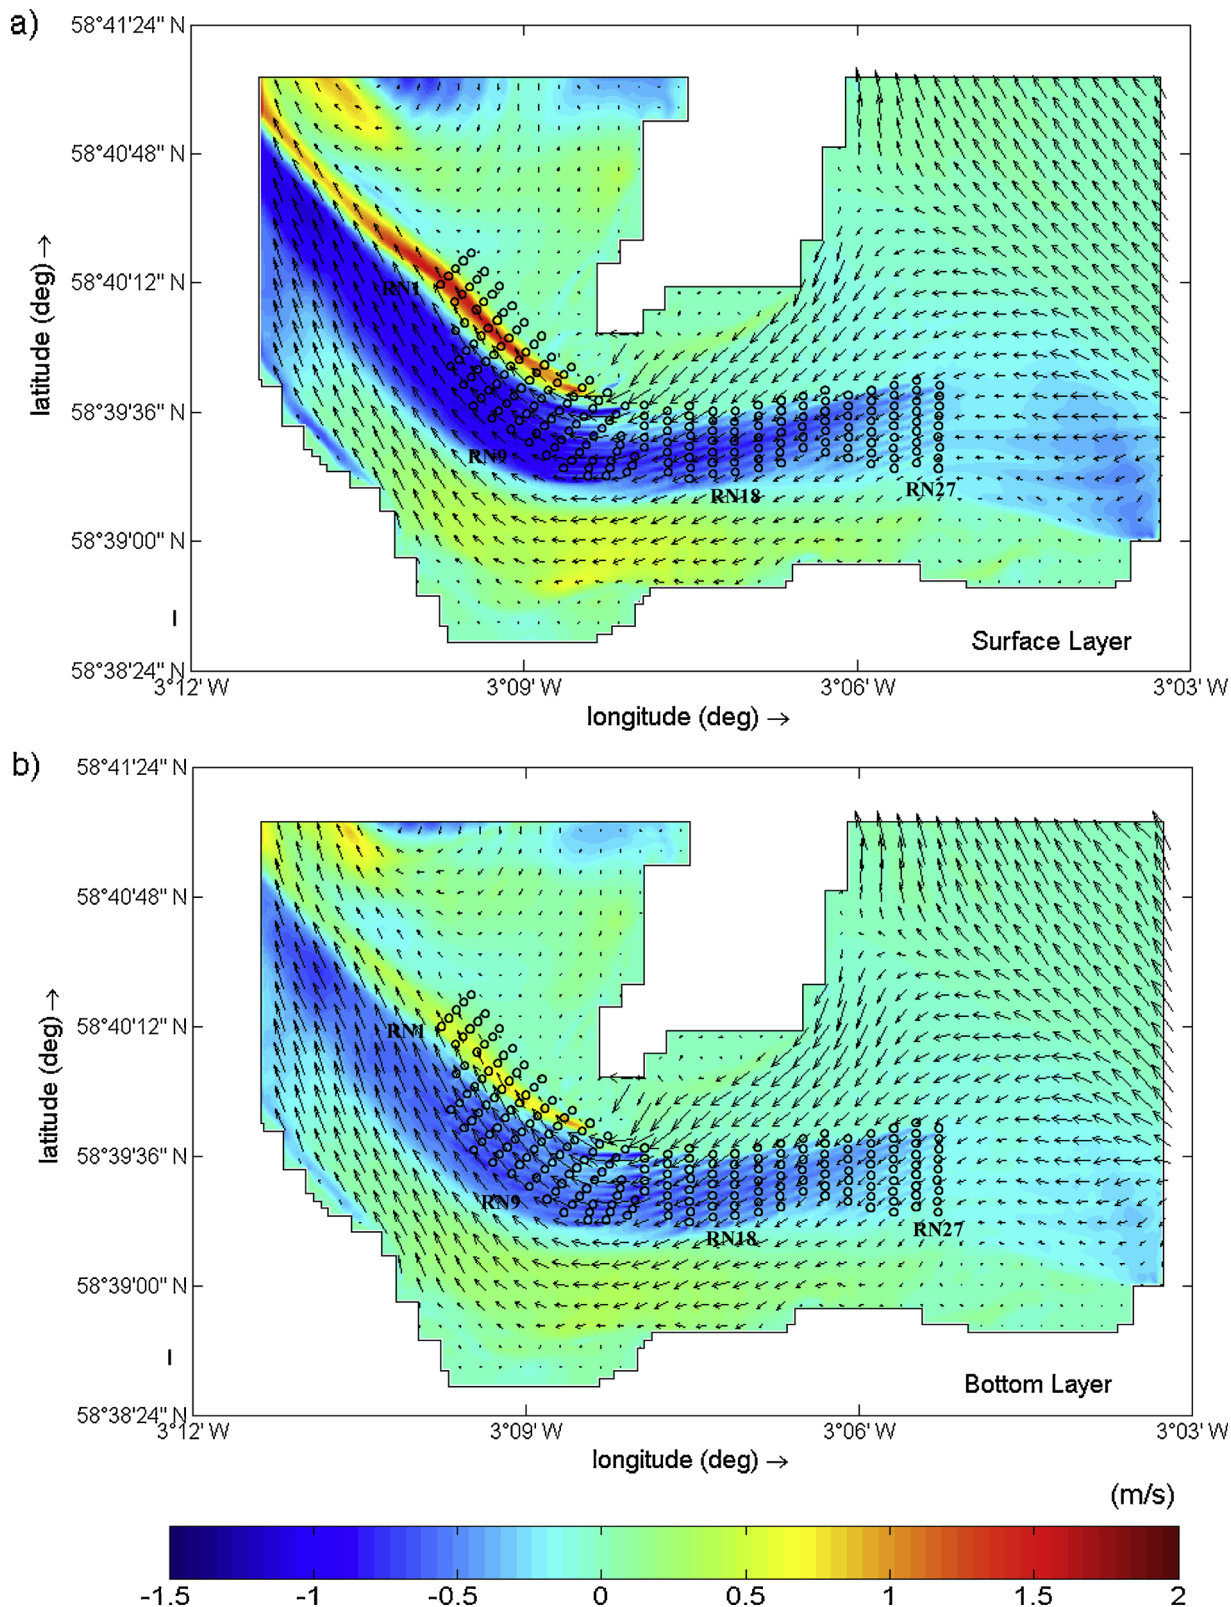 a)
58°41'24" N
58°40'48" N
58°40'12" N
58°39'36" N
58°39'00" N
58°38'24" N
latitude (deg) →
RN1
RN9
RN18
RN27
Surface Layer
3°12' W
3°09' W
3°06' W
3°03' W
longitude (deg) →
b)
58°41'24" N
58°40'48" N
58°40'12" N
58°39'36" N
58°39'00" N
58°38'24" N
latitude (deg) →
RN1
RN9
RN18
RN27
Bottom Layer
3°12' W
3°09' W
3°06' W
3°03' W
longitude (deg) →
(m/s)
-1.5 -1 -0.5 0 0.5 1 1.5 2